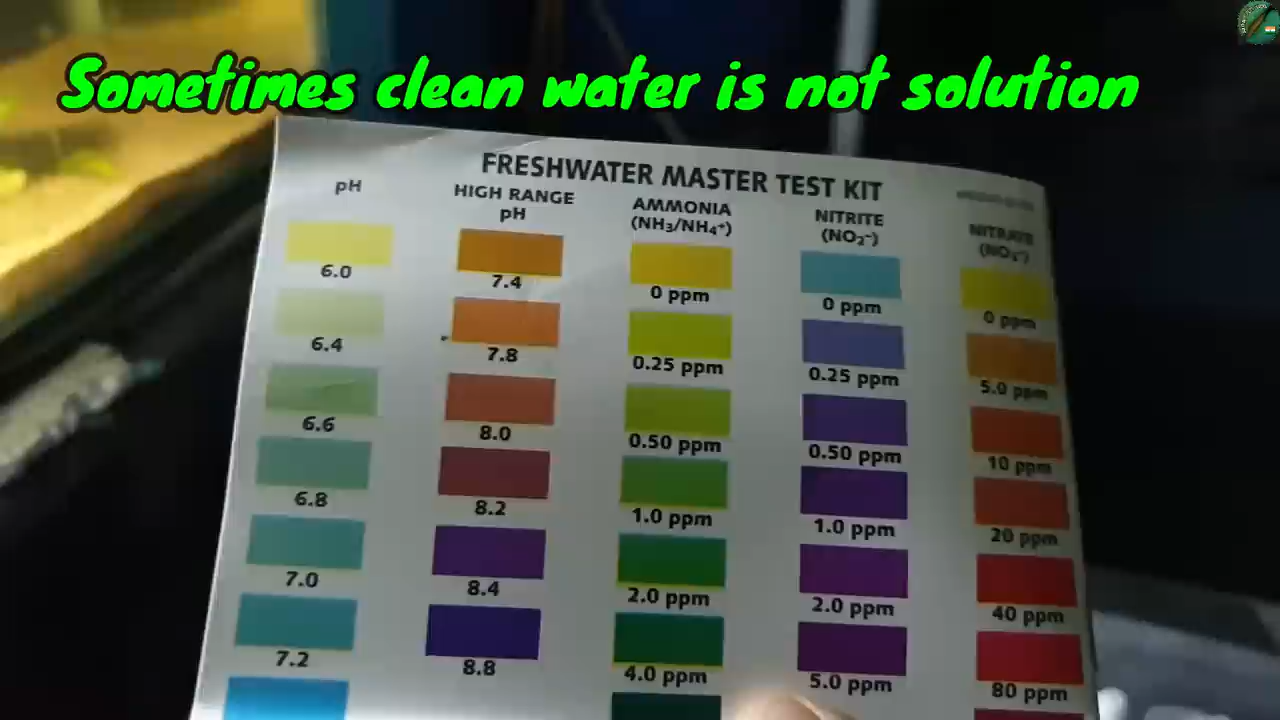 Sometimes clean water is not solution
FRESHWATER MASTER TEST KIT
pH
HIGH RANGE
pH
AMMONIA
(NH₃/NH₄⁺)
NITRITE
(NO₂⁻)
NITRATE
(NO₃⁻)
6.0
7.4
0 ppm
0 ppm
0 ppm
6.4
7.8
0.25 ppm
0.25 ppm
5.0 ppm
6.6
8.0
0.50 ppm
0.50 ppm
10 ppm
6.8
8.2
1.0 ppm
1.0 ppm
20 ppm
7.0
8.4
2.0 ppm
2.0 ppm
40 ppm
7.2
8.8
4.0 ppm
5.0 ppm
80 ppm